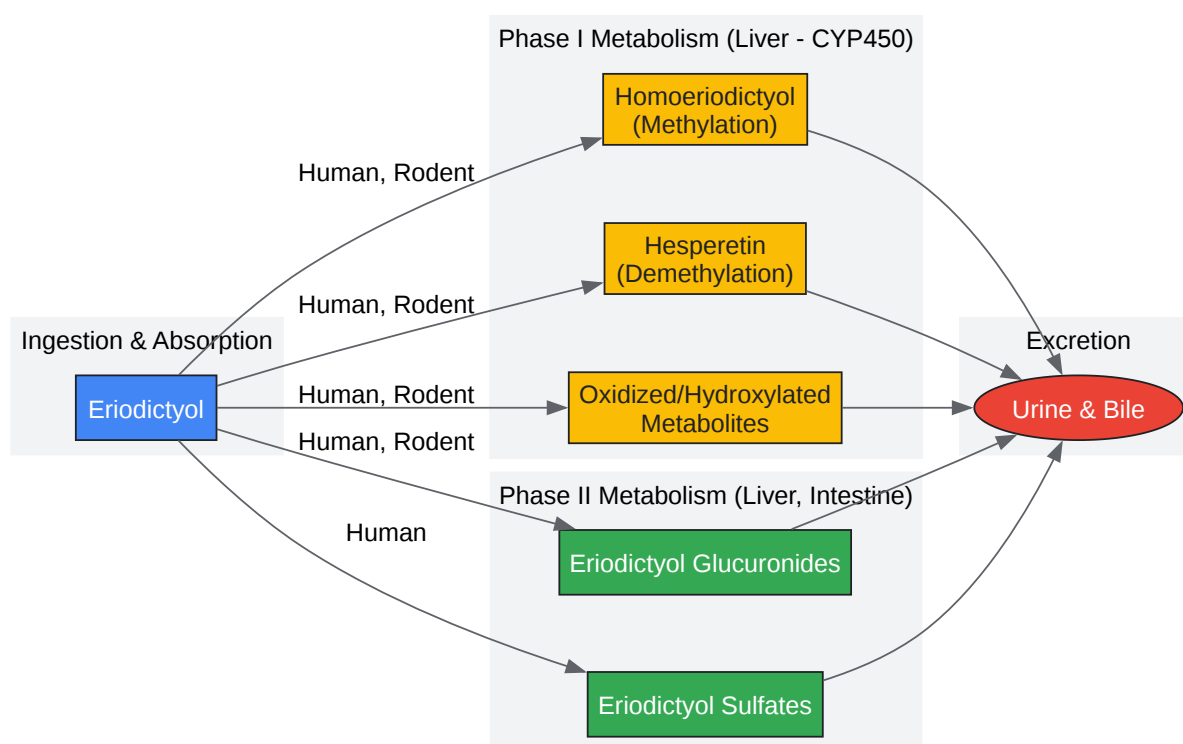 Phase I Metabolism (Liver - CYP450)
Homoeriodictyol
(Methylation)
Human, Rodent
Hesperetin
(Demethylation)
Human, Rodent
Ingestion & Absorption
Excretion
Human, Rodent
Oxidized/Hydroxylated
Metabolites
Eriodictyol
Urine & Bile
Human, Rodent
Phase II Metabolism (Liver, Intestine)
Human
Eriodictyol Glucuronides
Eriodictyol Sulfates